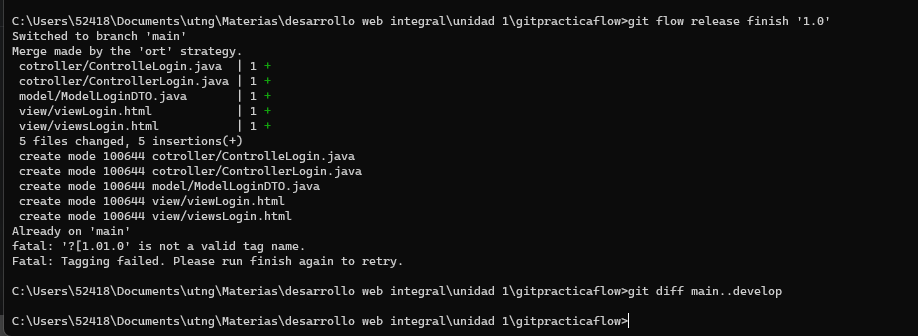 C:\Users\52418\Documents\utng\Materias\desarrollo web integral\unidad 1\gitpracticaflow>git flow release finish '1.0'
Switched to branch 'main'
Merge made by the 'ort' strategy.
 cotroller/ControlleLogin.java  | 1 +
 cotroller/ControllerLogin.java | 1 +
 model/ModelLoginDTO.java       | 1 +
 view/viewLogin.html            | 1 +
 view/viewsLogin.html           | 1 +
 5 files changed, 5 insertions(+)
 create mode 100644 cotroller/ControlleLogin.java
 create mode 100644 cotroller/ControllerLogin.java
 create mode 100644 model/ModelLoginDTO.java
 create mode 100644 view/viewLogin.html
 create mode 100644 view/viewsLogin.html
Already on 'main'
fatal: '?[1.01.0' is not a valid tag name.
Fatal: Tagging failed. Please run finish again to retry.
C:\Users\52418\Documents\utng\Materias\desarrollo web integral\unidad 1\gitpracticaflow>git diff main..develop
C:\Users\52418\Documents\utng\Materias\desarrollo web integral\unidad 1\gitpracticaflow>